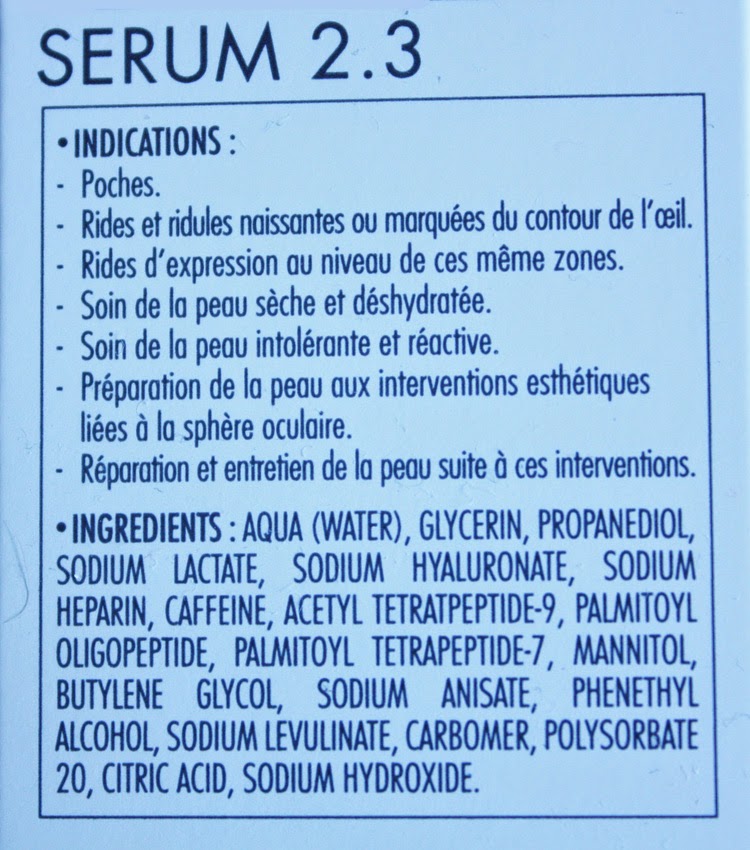 SERUM 2.3
• INDICATIONS :
- Poches.
- Rides et ridules naissantes ou marquées du contour de l'œil.
- Rides d'expression au niveau de ces même zones.
- Soin de la peau sèche et déshydratée.
- Soin de la peau intolérante et réactive.
- Préparation de la peau aux interventions esthétiques
liées à la sphère oculaire.
- Réparation et entretien de la peau suite à ces interventions.
• INGREDIENTS : AQUA (WATER), GLYCERIN, PROPANEDIOL,
SODIUM LACTATE, SODIUM HYALURONATE, SODIUM
HEPARIN, CAFFEINE, ACETYL TETRATPEPTIDE-9, PALMITOYL
OLIGOPEPTIDE, PALMITOYL TETRAPEPTIDE-7, MANNITOL,
BUTYLENE GLYCOL, SODIUM ANISATE, PHENETHYL
ALCOHOL, SODIUM LEVULINATE, CARBOMER, POLYSORBATE
20, CITRIC ACID, SODIUM HYDROXIDE.